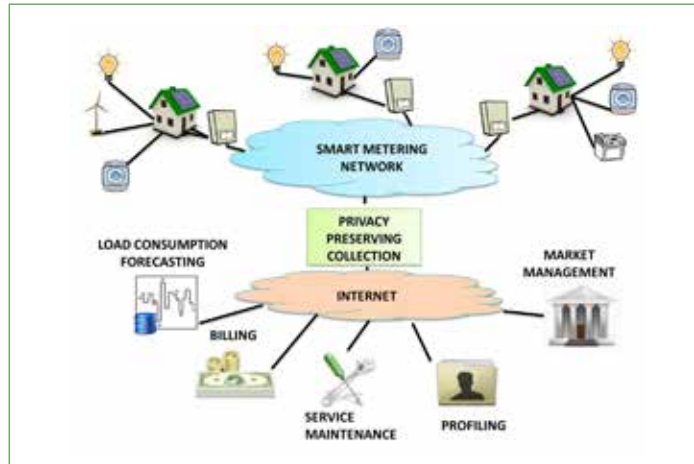 SMART METERING
NETWORK
PRIVACY
PRESERVING
COLLECTION
LOAD CONSUMPTION
FORECASTING
MARKET
MANAGEMENT
INTERNET
BILLING
SERVICE
MAINTENANCE
PROFILING